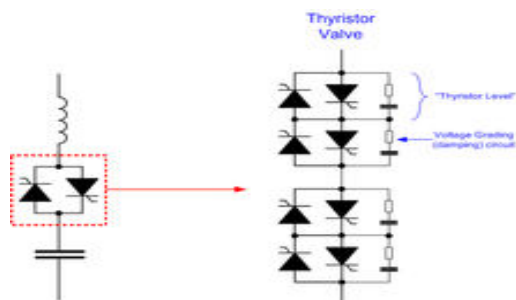 Thyristor
Valve
"Thyristor Level"
Voltage Grading
(damping) circuit